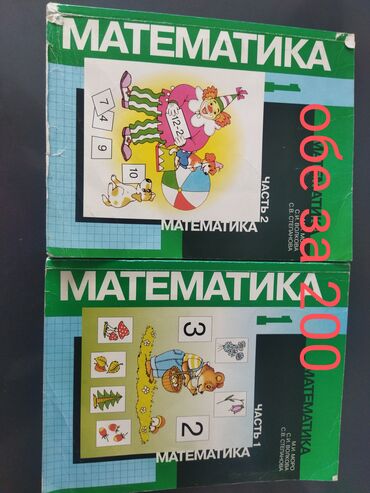 МАТЕМАТИКА
1
МАТЕМАТИКА
М.И. МОРО
С.И. ВОЛКОВА
С.В. СТЕПАНОВА
12-2
7
4
9
10
ЧАСТЬ 2
МАТЕМАТИКА
обе за 200
МАТЕМАТИКА
1
МАТЕМАТИКА
М.И. МОРО
С.И. ВОЛКОВА
С.В. СТЕПАНОВА
3
2
ЧАСТЬ 1
МАТЕМАТИКА